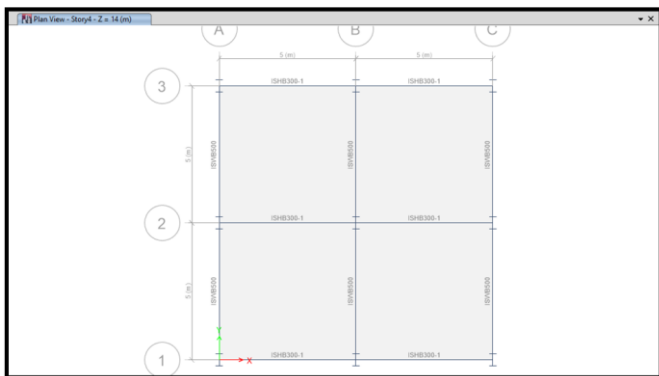 Plan View - Story4 - Z = 14 (m)
A B C
5 (m) 5 (m)
3
ISHB300-1 ISHB300-1
5 (m) ISWB500 ISWB500 ISWB500
2
ISHB300-1 ISHB300-1
5 (m) ISWB500 ISWB500 ISWB500
Y
1
X
ISHB300-1 ISHB300-1